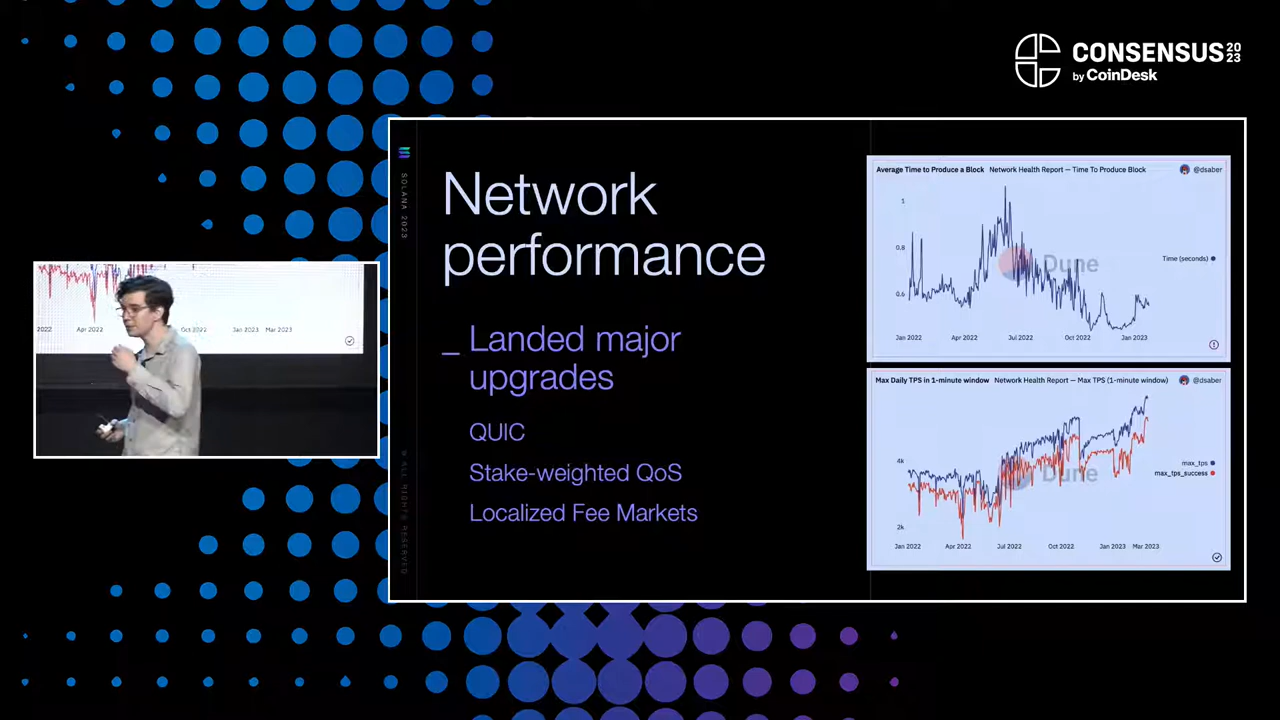 CONSENSUS 20
23
by CoinDesk
SOLANA 2023
© ALL RIGHTS RESERVED
Network
performance
_ Landed major
upgrades
QUIC
Stake-weighted QoS
Localized Fee Markets
Average Time to Produce a Block Network Health Report — Time To Produce Block @dsaber
1
0.8
0.6
Dune
Time (seconds)
Jan 2022 Apr 2022 Jul 2022 Oct 2022 Jan 2023
Max Daily TPS in 1-minute window Network Health Report — Max TPS (1-minute window) @dsaber
4k
2k
Dune
max_tps
max_tps_success
Jan 2022 Apr 2022 Jul 2022 Oct 2022 Jan 2023 Mar 2023
2022 Apr 2022 Oct 2022 Jan 2023 Mar 2023